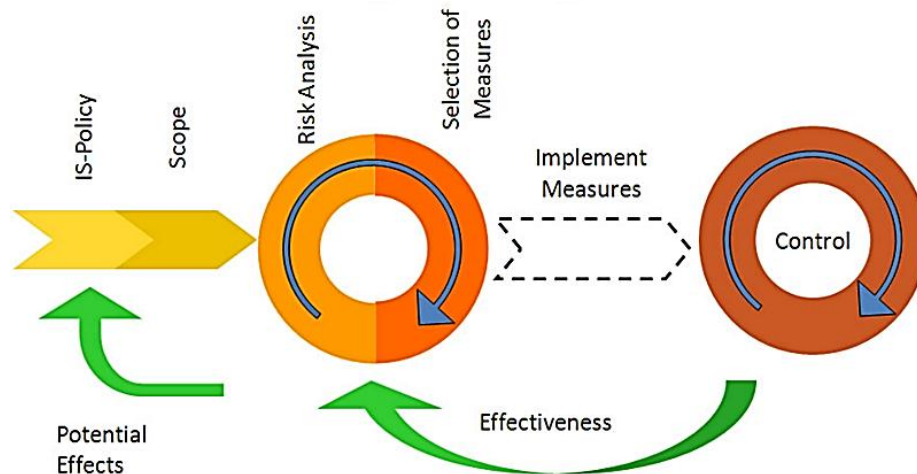 IS-Policy
Scope
Risk Analysis
Selection of
Measures
Implement
Measures
Control
Effectiveness
Potential
Effects